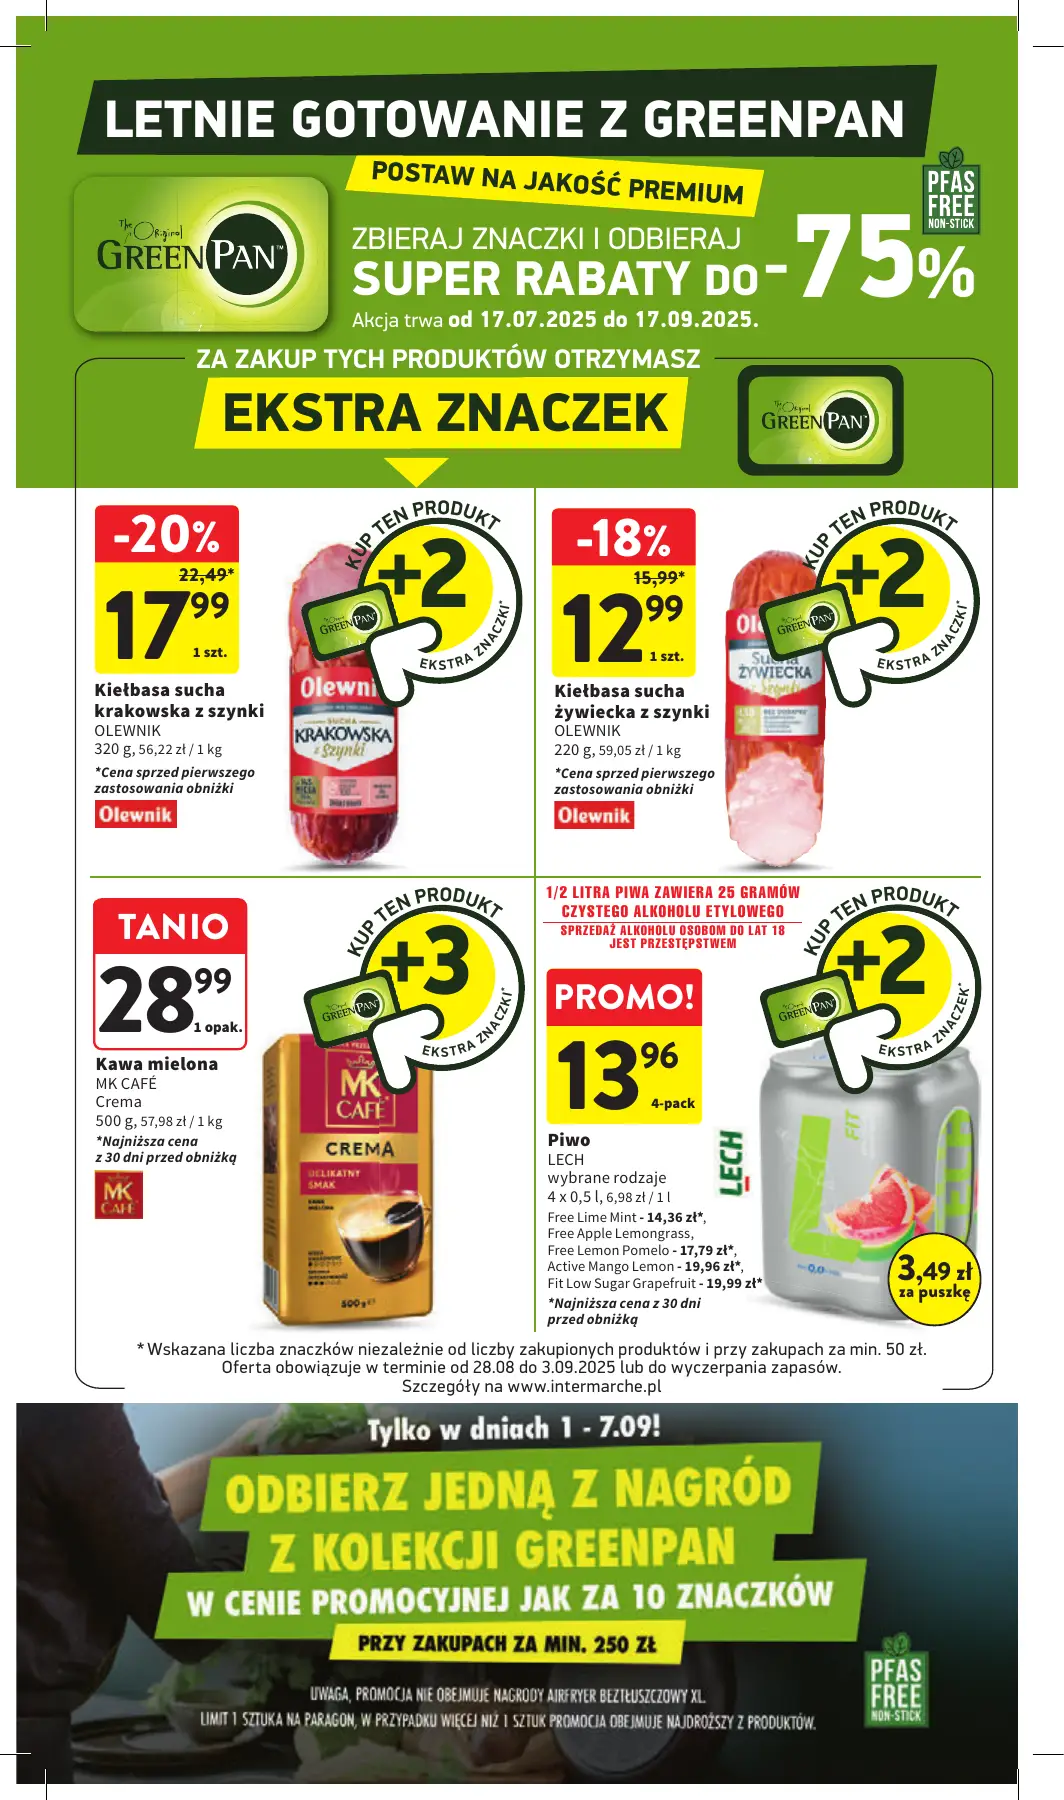 LETNIE GOTOWANIE Z GREENPAN
POSTAW NA JAKOŚĆ PREMIUM
PFAS
FREE
NON-STICK
The Original
GREENPAN™
ZBIERAJ ZNACZKI I ODBIERAJ
SUPER RABATY DO -75%
Akcja trwa od 17.07.2025 do 17.09.2025.
ZA ZAKUP TYCH PRODUKTÓW OTRZYMASZ
EKSTRA ZNACZEK
The Original
GREENPAN
-20%
22,49*
17 99
1 szt.
Kiełbasa sucha
krakowska z szynki
OLEWNIK
320 g, 56,22 zł / 1 kg
*Cena sprzed pierwszego
zastosowania obniżki
Olewnik
KUP TEN PRODUKT
+2
EKSTRA ZNACZKI*
GREENPAN
Olewni
SUCHA
KRAKOWSKA
z Szynki
-18%
15,99*
12 99
1 szt.
Kiełbasa sucha
żywiecka z szynki
OLEWNIK
220 g, 59,05 zł / 1 kg
*Cena sprzed pierwszego
zastosowania obniżki
Olewnik
KUP TEN PRODUKT
+2
EKSTRA ZNACZKI*
GREENPAN
Sucha
ŻYWIECKA
z Szynki
TANIO
28 99
1 opak.
Kawa mielona
MK CAFÉ
Crema
500 g, 57,98 zł / 1 kg
*Najniższa cena
z 30 dni przed obniżką
MK
CAFÉ
KUP TEN PRODUKT
+3
EKSTRA ZNACZKI*
GREENPAN
MK
CAFÉ
CREMA
DELIKATNY
SMAK
KAWA
MIELONA
500 g e
1/2 LITRA PIWA ZAWIERA 25 GRAMÓW
CZYSTEGO ALKOHOLU ETYLOWEGO
SPRZEDAŻ ALKOHOLU OSOBOM DO LAT 18
JEST PRZESTĘPSTWEM
PROMO!
13 96
4-pack
Piwo
LECH
wybrane rodzaje
4 x 0,5 l, 6,98 zł / 1 l
Free Lime Mint - 14,36 zł*,
Free Apple Lemongrass,
Free Lemon Pomelo - 17,79 zł*,
Active Mango Lemon - 19,96 zł*,
Fit Low Sugar Grapefruit - 19,99 zł*
*Najniższa cena z 30 dni
przed obniżką
LECH
KUP TEN PRODUKT
+2
EKSTRA ZNACZEK*
GREENPAN
FIT
3,49 zł
za puszkę
* Wskazana liczba znaczków niezależnie od liczby zakupionych produktów i przy zakupach za min. 50 zł.
Oferta obowiązuje w terminie od 28.08 do 3.09.2025 lub do wyczerpania zapasów.
Szczegóły na www.intermarche.pl
Tylko w dniach 1 - 7.09!
ODBIERZ JEDNĄ Z NAGRÓD
Z KOLEKCJI GREENPAN
W CENIE PROMOCYJNEJ JAK ZA 10 ZNACZKÓW
PRZY ZAKUPACH ZA MIN. 250 ZŁ
UWAGA, PROMOCJA NIE OBEJMUJE NAGRODY AIRFRYER BEZTŁUSZCZOWY XL.
LIMIT 1 SZTUKA NA PARAGON, W PRZYPADKU WIĘCEJ NIŻ 1 SZTUK PROMOCJA OBEJMUJE NAJDROŻSZY Z PRODUKTÓW.
PFAS
FREE
NON-STICK